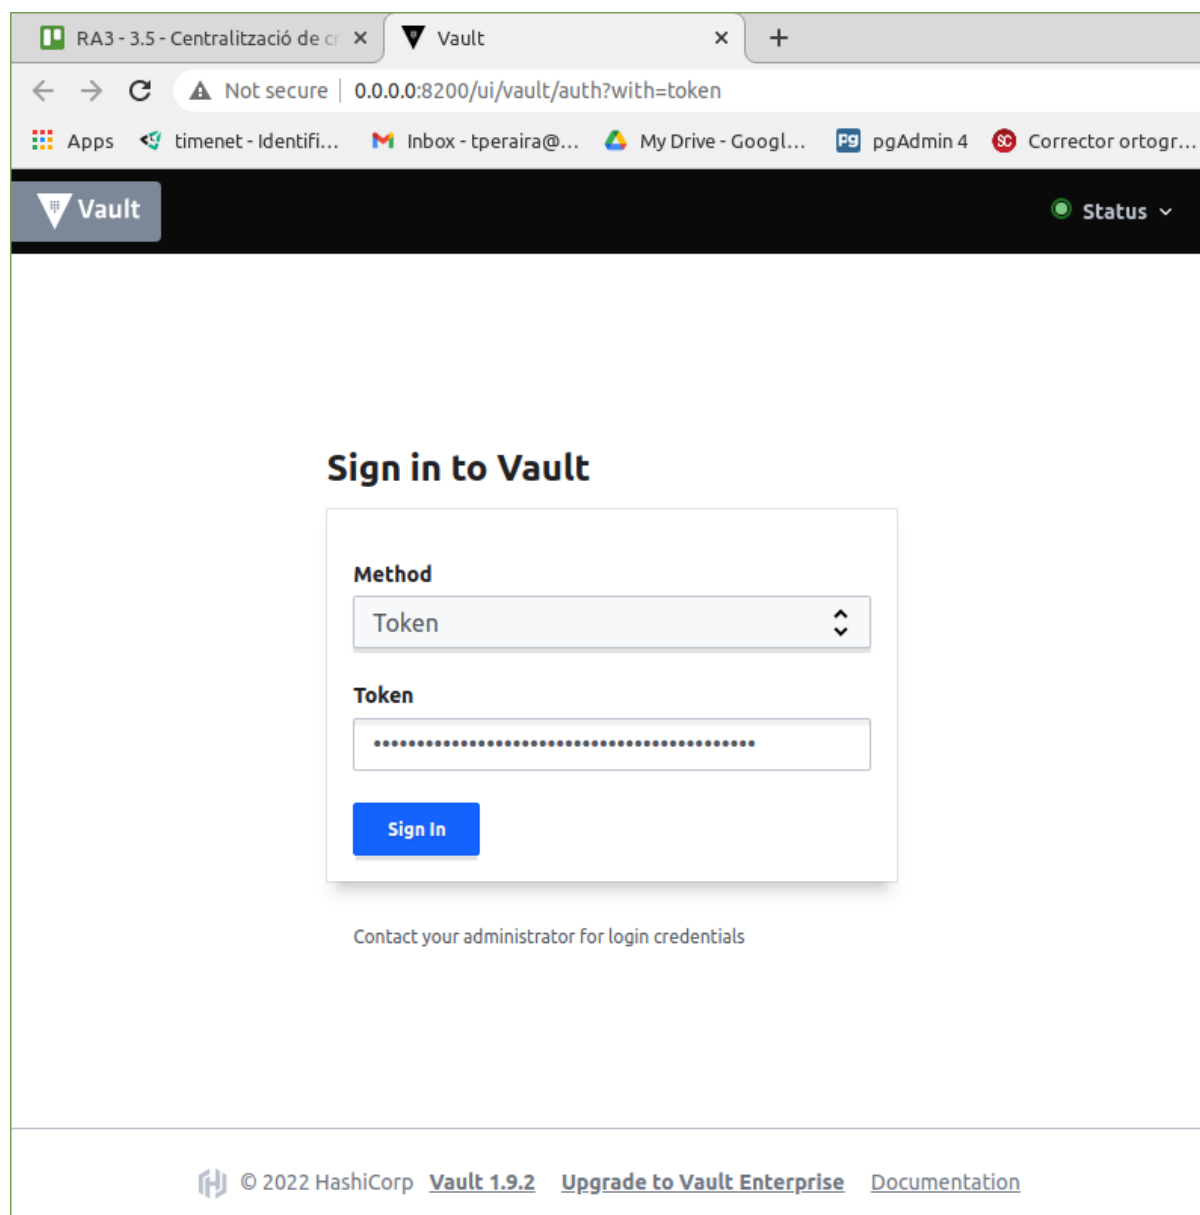 RA3 - 3.5 - Centralització de cr
Vault
Not secure
0.0.0.0:8200/ui/vault/auth?with=token
Apps
timenet - Identifi...
Inbox - tperaira@...
My Drive - Googl...
pgAdmin 4
Corrector ortogr...
Vault
Status
Sign in to Vault
Method
Token
Token
••••••••••••••••••••••••••••••••••••••••••••
Sign In
Contact your administrator for login credentials
© 2022 HashiCorp Vault 1.9.2 Upgrade to Vault Enterprise Documentation